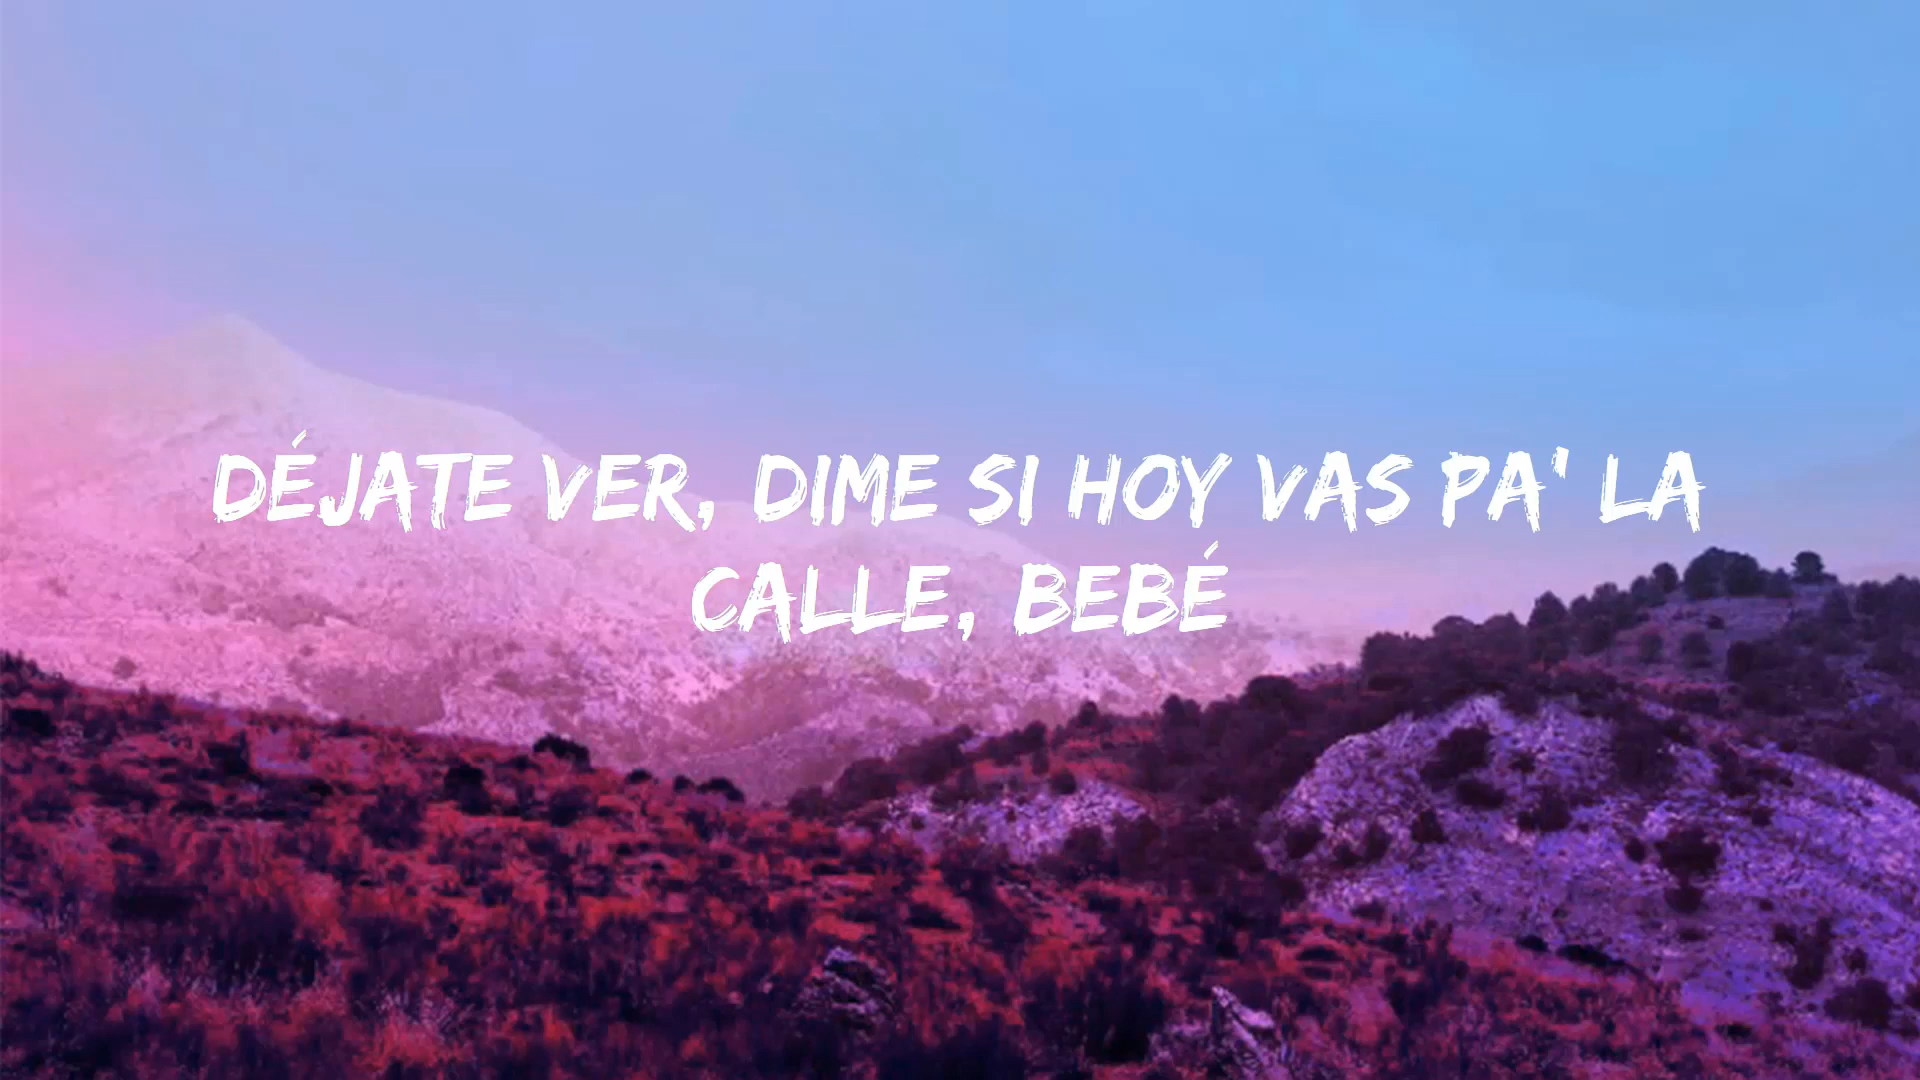 DÉJATE VER, DIME SI HOY VAS PA' LA
CALLE, BEBÉ